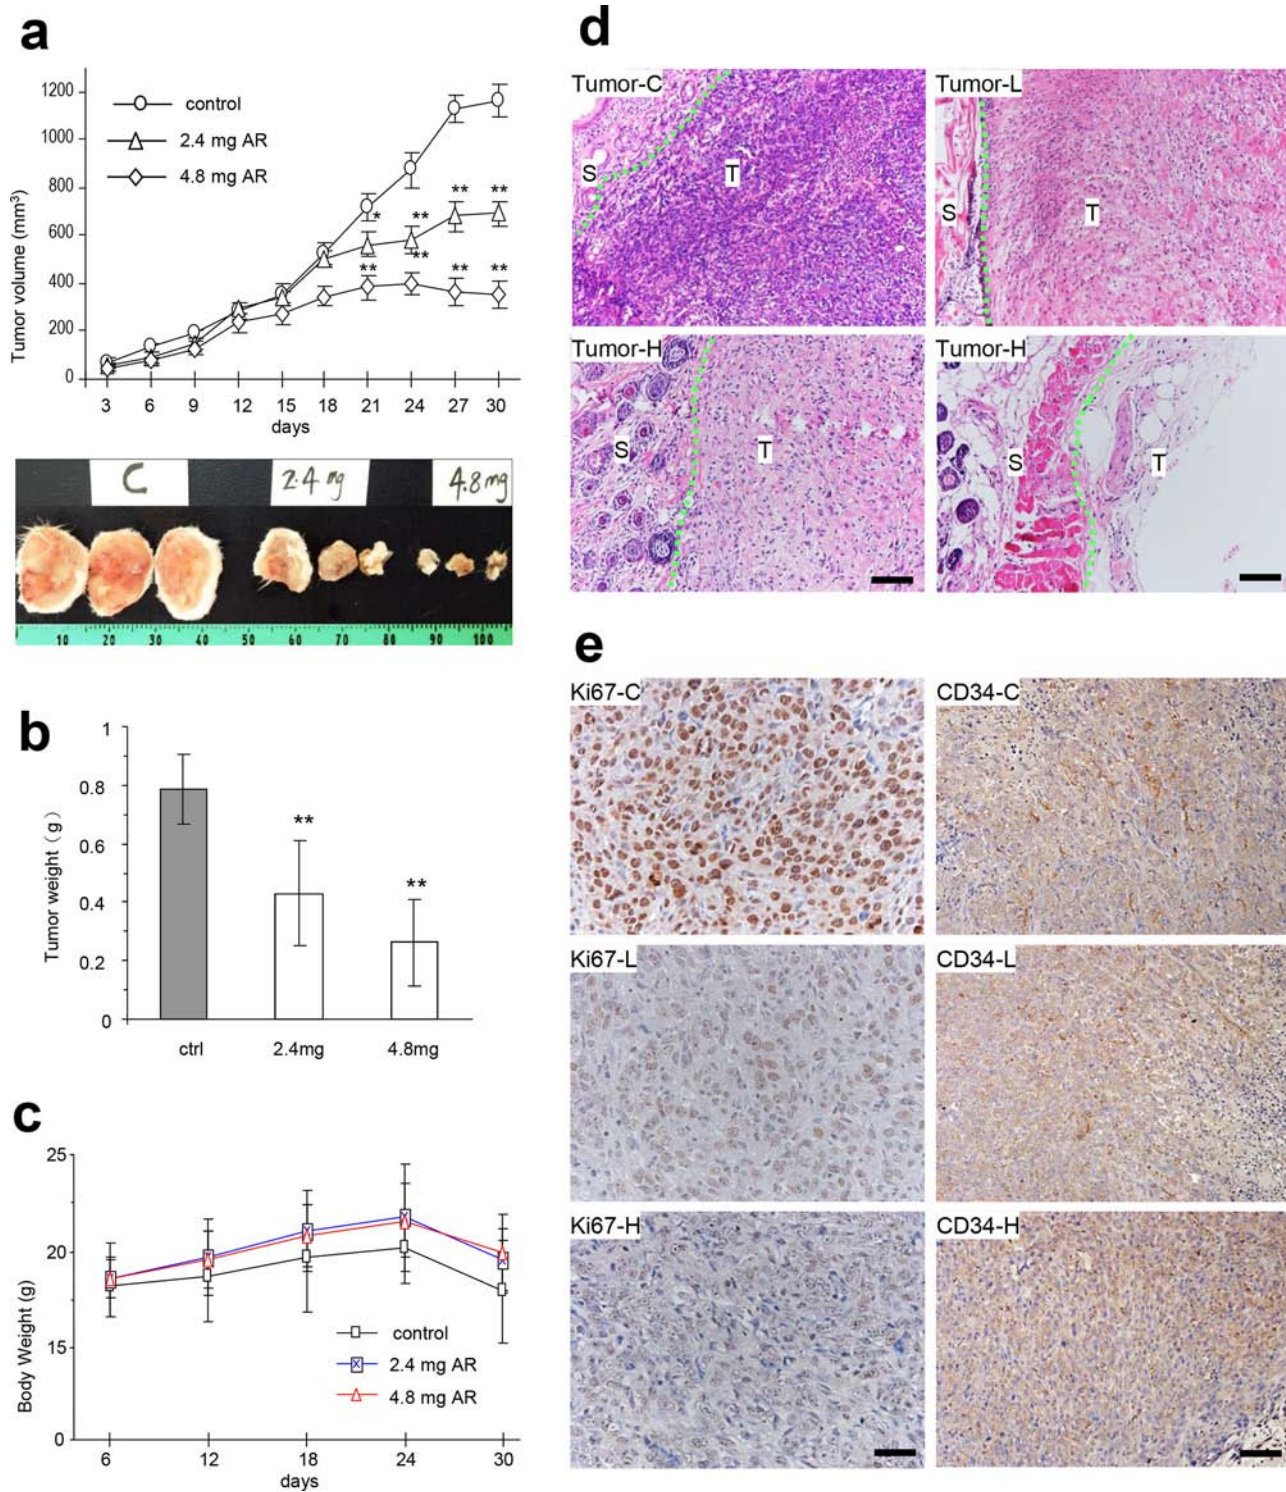 a
1200
1000
800
600
400
200
0
Tumor volume (mm³)
control
2.4 mg AR
4.8 mg AR
*
**
**
**
**
**
**
**
3
6
9
12
15
18
21
24
27
30
days
C
2.4mg
4.8mg
10 20 30 40 50 60 70 80 90 100
b
1
0.8
0.6
0.4
0.2
0
Tumor weight ( g )
**
**
ctrl
2.4mg
4.8mg
c
25
20
15
0
Body Weight (g)
control
2.4 mg AR
4.8 mg AR
6
12
18
24
30
days
d
Tumor-C
S
T
Tumor-L
S
T
Tumor-H
S
T
Tumor-H
S
T
e
Ki67-C
CD34-C
Ki67-L
CD34-L
Ki67-H
CD34-H